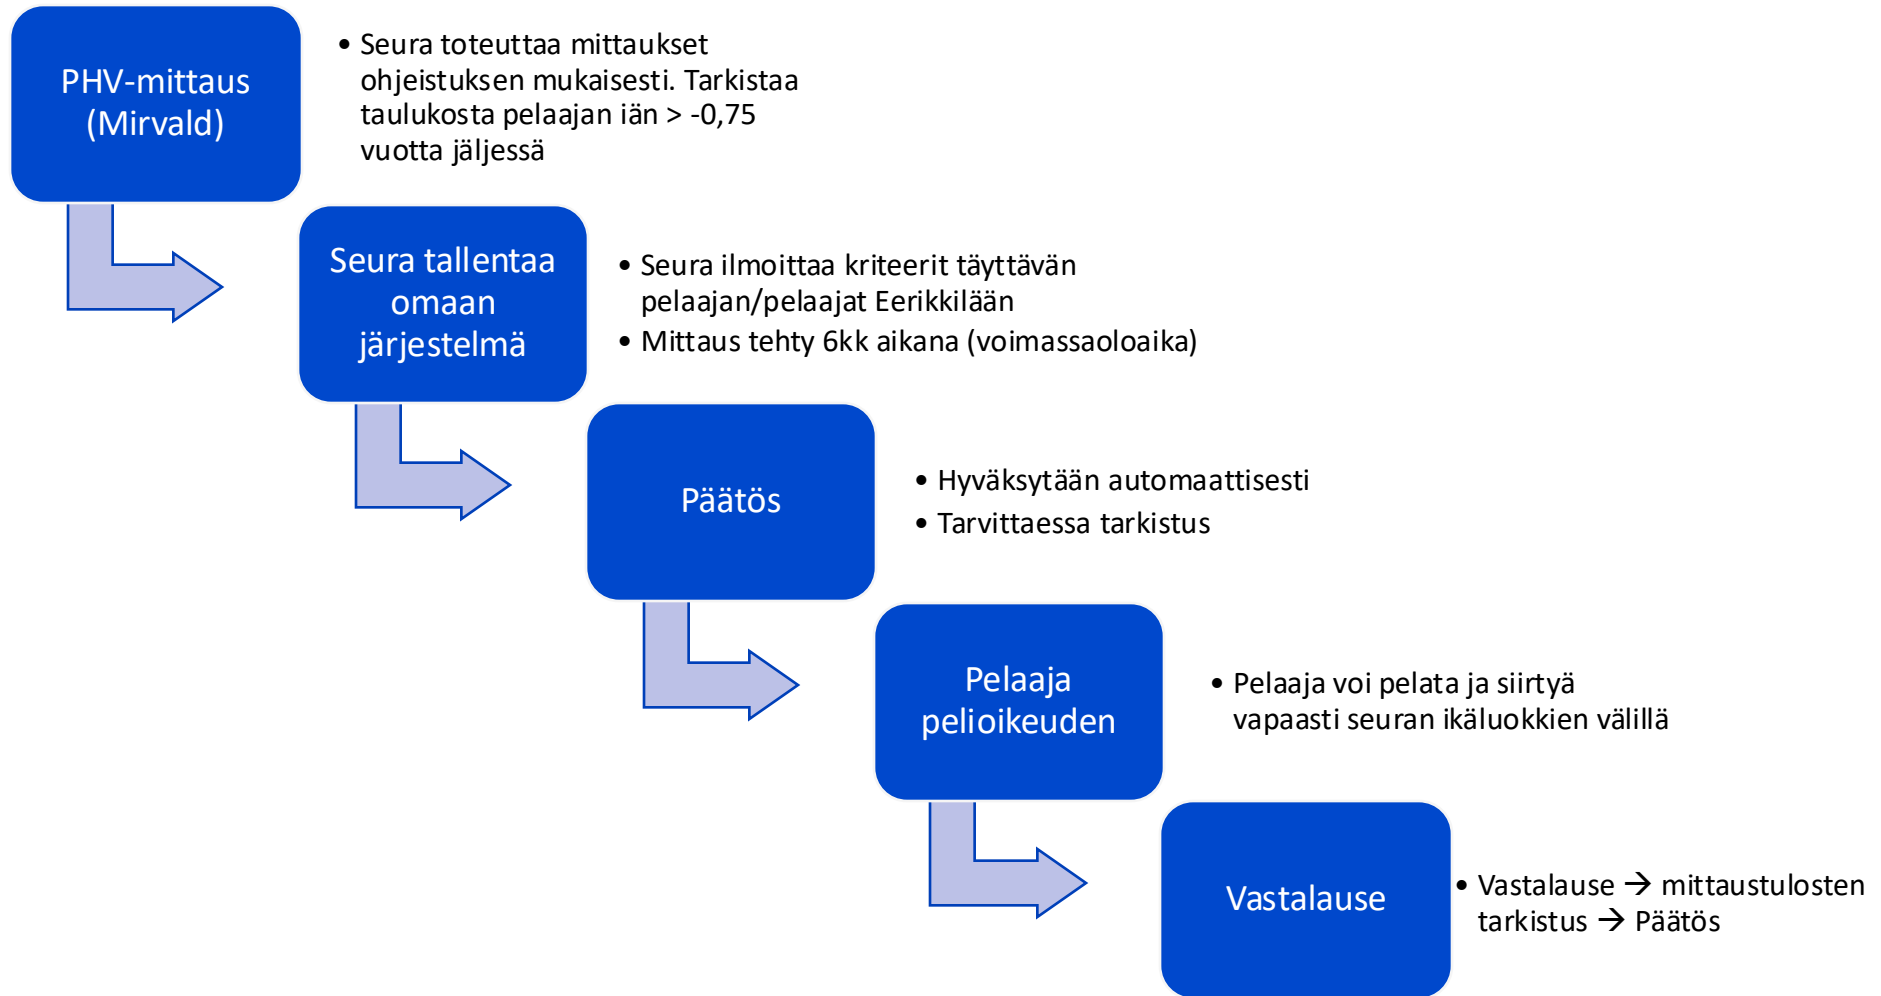 PHV-mittaus
(Mirvald)
• Seura toteuttaa mittaukset
ohjeistuksen mukaisesti. Tarkistaa
taulukosta pelaajan iän > -0,75
vuotta jäljessä
Seura tallentaa
omaan
järjestelmä
• Seura ilmoittaa kriteerit täyttävän
pelaajan/pelaajat Eerikkilään
• Mittaus tehty 6kk aikana (voimassaoloaika)
Päätös
• Hyväksytään automaattisesti
• Tarvittaessa tarkistus
Pelaaja
pelioikeuden
• Pelaaja voi pelata ja siirtyä
vapaasti seuran ikäluokkien välillä
Vastalause
• Vastalause → mittaustulosten
tarkistus → Päätös